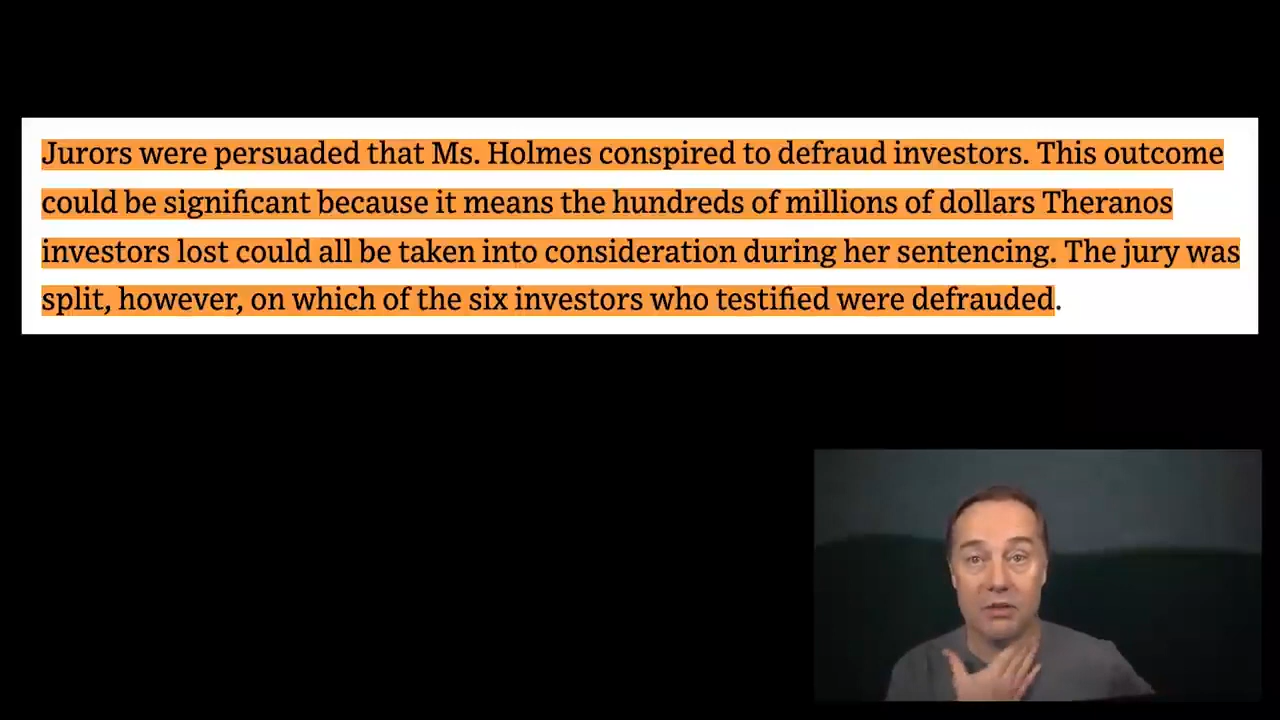 Jurors were persuaded that Ms. Holmes conspired to defraud investors. This outcome
could be significant because it means the hundreds of millions of dollars Theranos
investors lost could all be taken into consideration during her sentencing. The jury was
split, however, on which of the six investors who testified were defrauded.